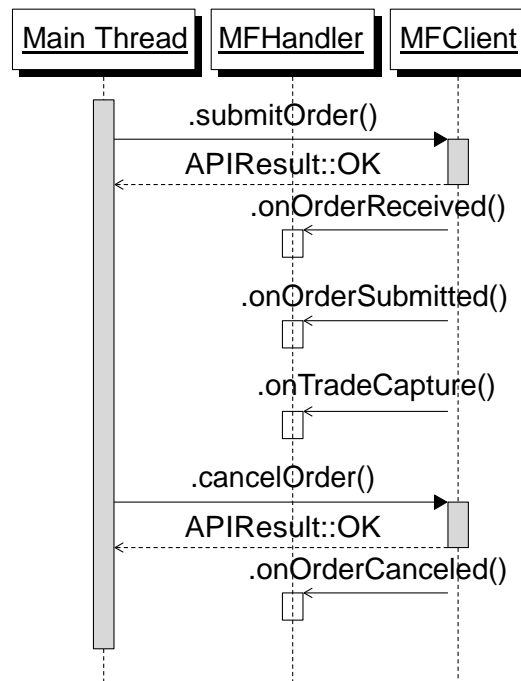 Main Thread
MFHandler
MFClient
.submitOrder()
APIResult::OK
.onOrderReceived()
.onOrderSubmitted()
.onTradeCapture()
.cancelOrder()
APIResult::OK
.onOrderCanceled()